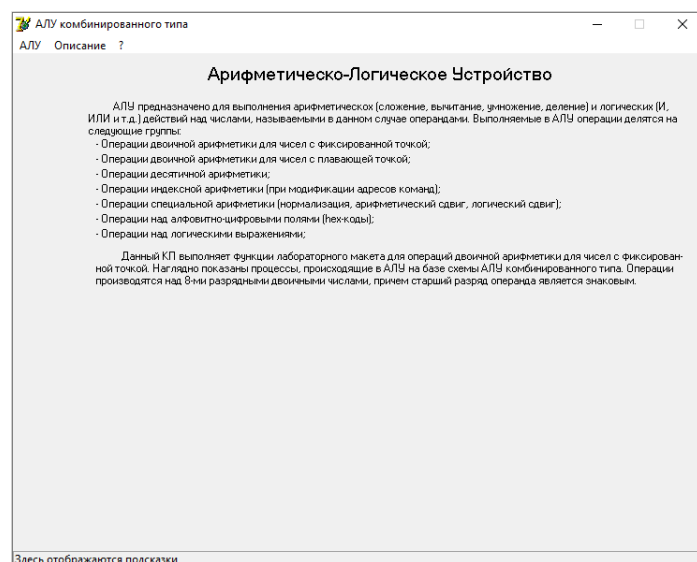 АЛУ комбинированного типа
АЛУ Описание ?
Арифметическо-Логическое Устройство
АЛУ предназначено для выполнения арифметическох (сложение, вычитание, умножение, деление) и логических (И,
ИЛИ и т.д.) действий над числами, называемыми в данном случае операндами. Выполняемые в АЛУ операции делятся на
следующие группы:
- Операции двоичной арифметики для чисел с фиксированной точкой;
- Операции двоичной арифметики для чисел с плавающей точкой;
- Операции десятичной арифметики;
- Операции индексной арифметики (при модификации адресов команд);
- Операции специальной арифметики (нормализация, арифметический сдвиг, логический сдвиг);
- Операции над алфовитно-цифровыми полями (hex-коды);
- Операции над логическими выражениями;
Данный КП выполняет функции лабораторного макета для операций двоичной арифметики для чисел с фиксирован-
ной точкой. Наглядно показаны процессы, происходящие в АЛУ на базе схемы АЛУ комбинированного типа. Операции
производятся над 8-ми разрядными двоичными числами, причем старший разряд операнда является знаковым.
Здесь отображаются подсказки